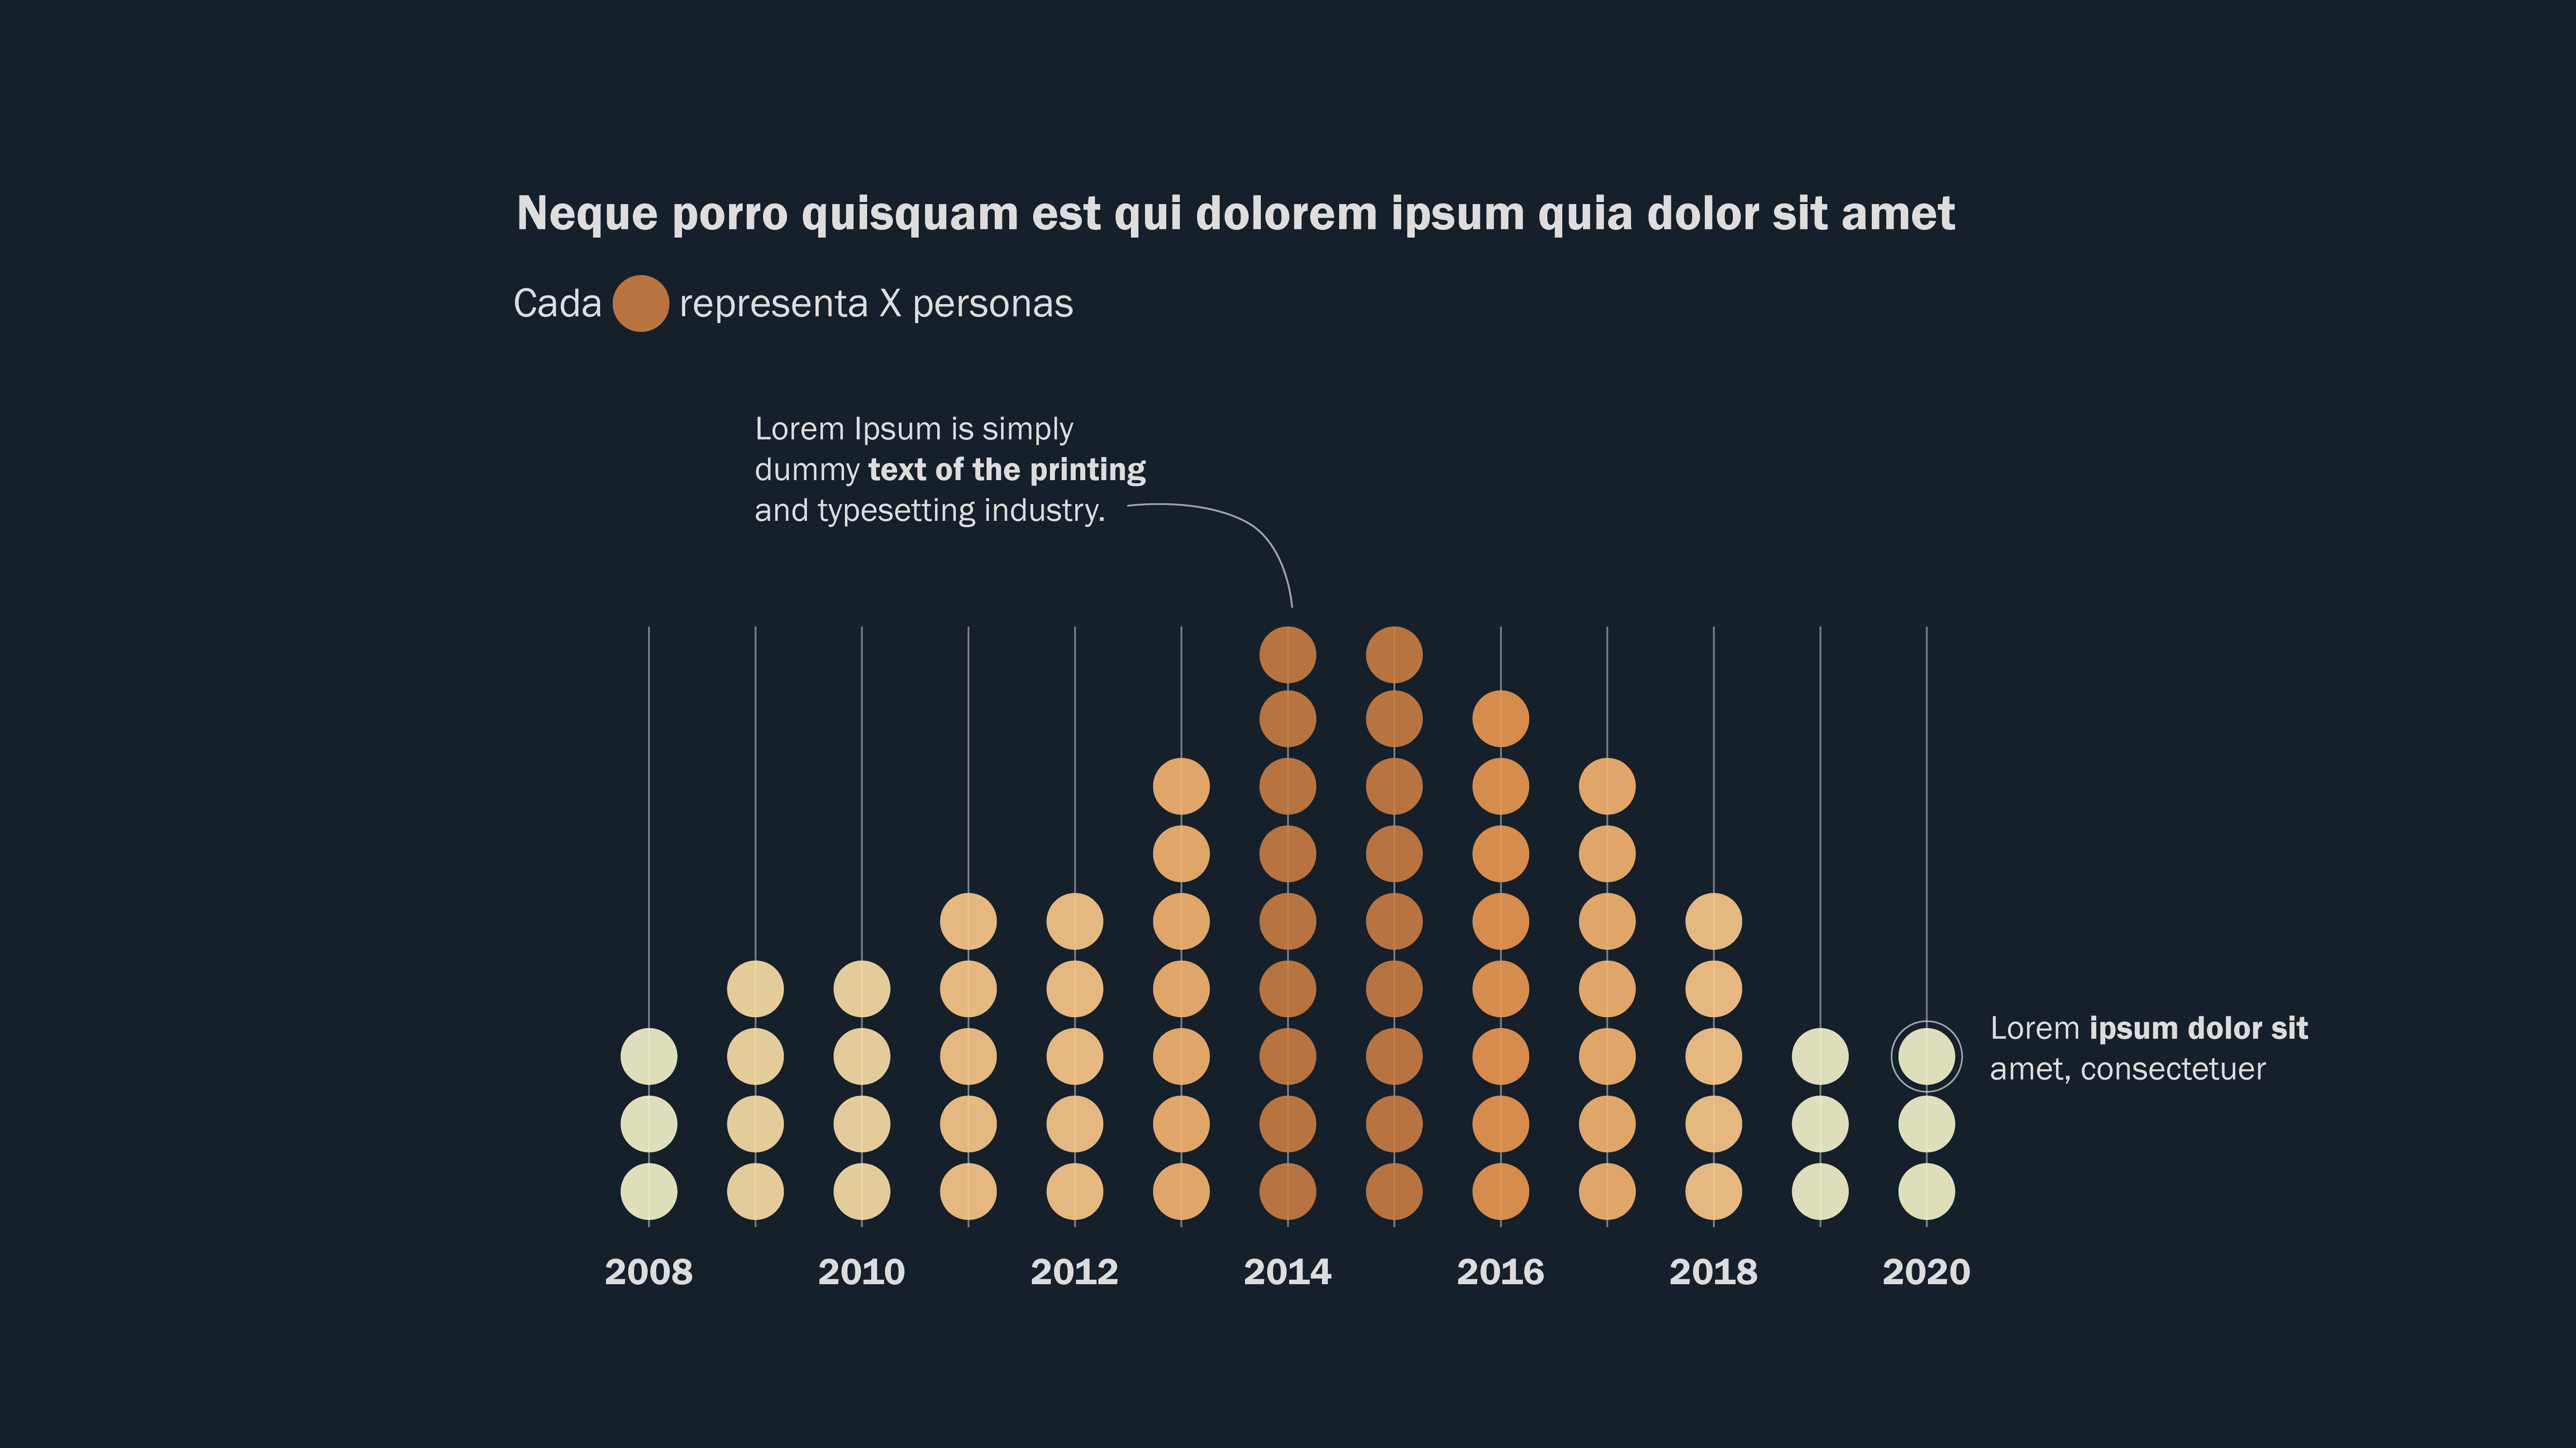 Neque porro quisquam est qui dolorem ipsum quia dolor sit amet
Cada representa X personas
Lorem Ipsum is simply
dummy text of the printing
and typesetting industry.
Lorem ipsum dolor sit
amet, consectetuer
2008 2010 2012 2014 2016 2018 2020